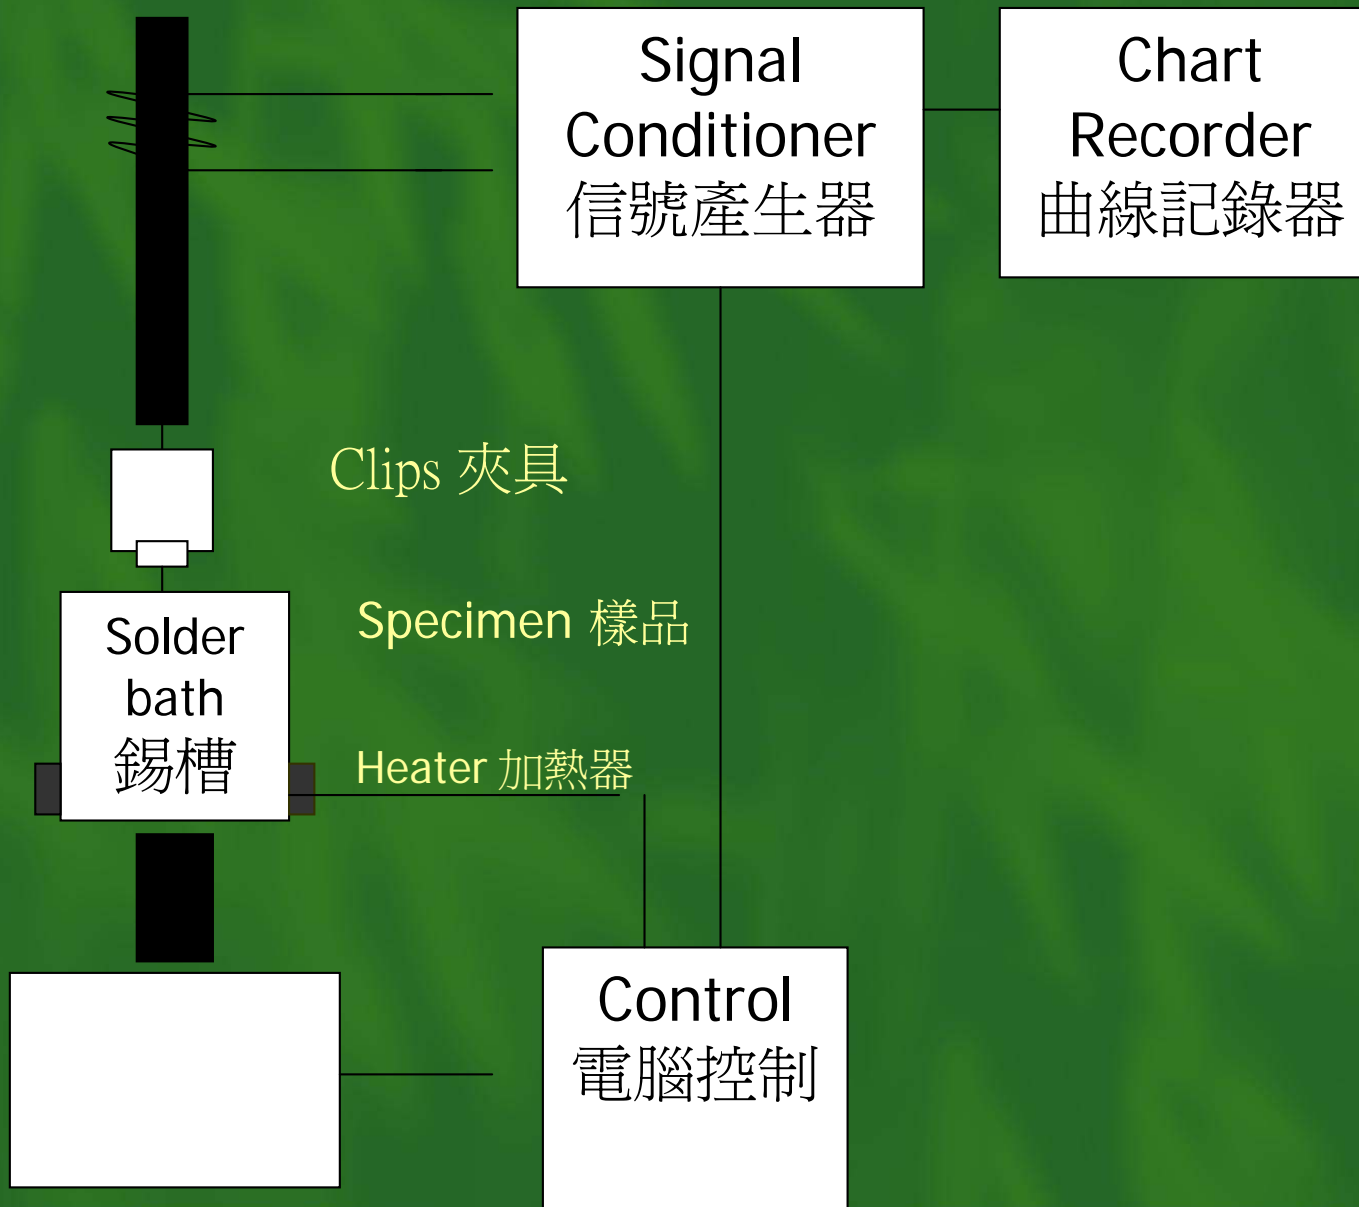 Signal
Conditioner
信號產生器
Chart
Recorder
曲線記錄器
Clips 夾具
Specimen 樣品
Solder
bath
錫槽
Heater 加熱器
Control
電腦控制